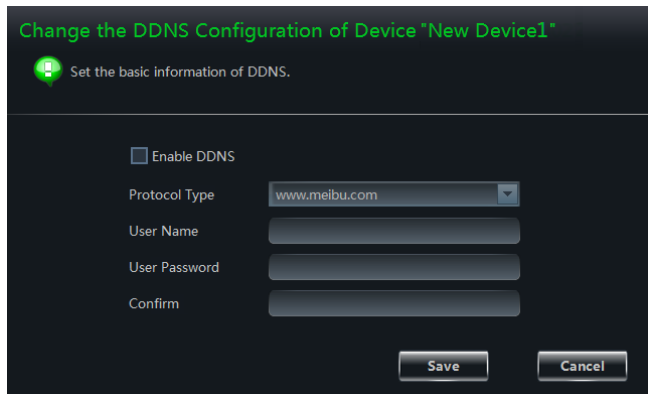 Change the DDNS Configuration of Device "New Device1"
Set the basic information of DDNS.
Enable DDNS
Protocol Type www.meibu.com
User Name
User Password
Confirm
Save Cancel